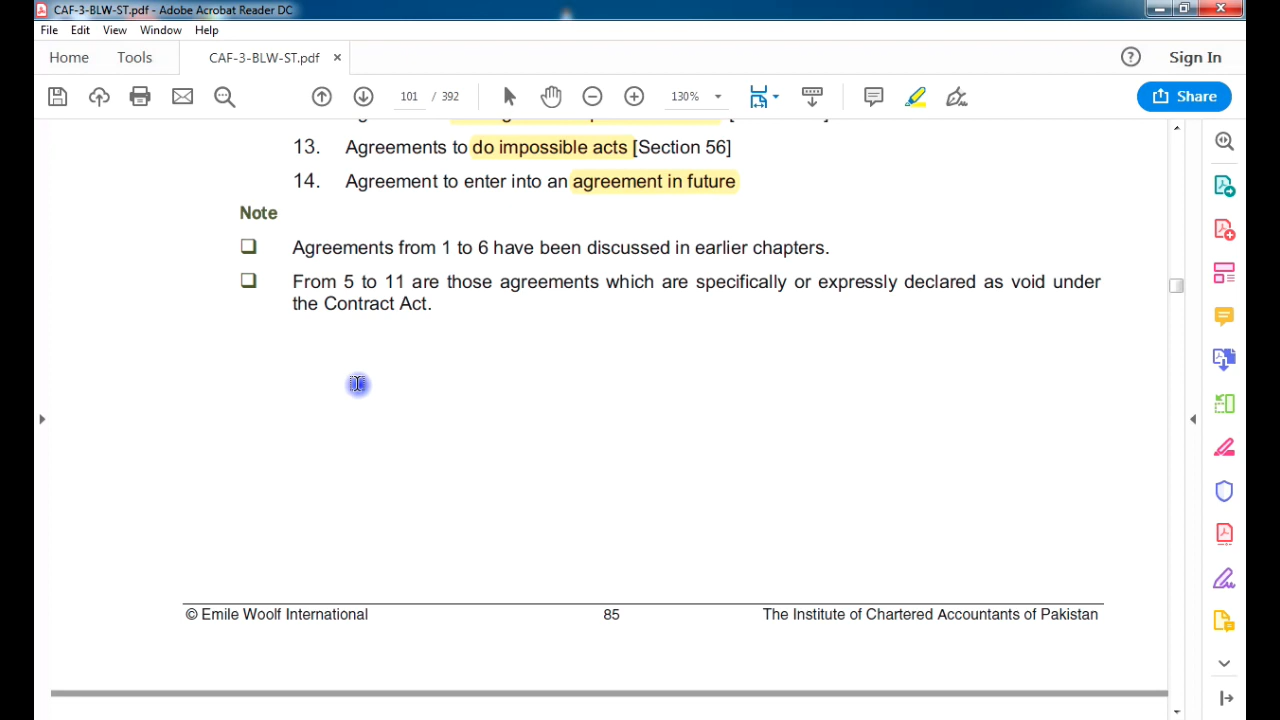 CAF-3-BLW-ST.pdf - Adobe Acrobat Reader DC
File Edit View Window Help
Home Tools CAF-3-BLW-ST.pdf × Sign In
101 / 392 130% Share
13. Agreements to do impossible acts [Section 56]
14. Agreement to enter into an agreement in future
Note
❑ Agreements from 1 to 6 have been discussed in earlier chapters.
❑ From 5 to 11 are those agreements which are specifically or expressly declared as void under
the Contract Act.
© Emile Woolf International 85 The Institute of Chartered Accountants of Pakistan